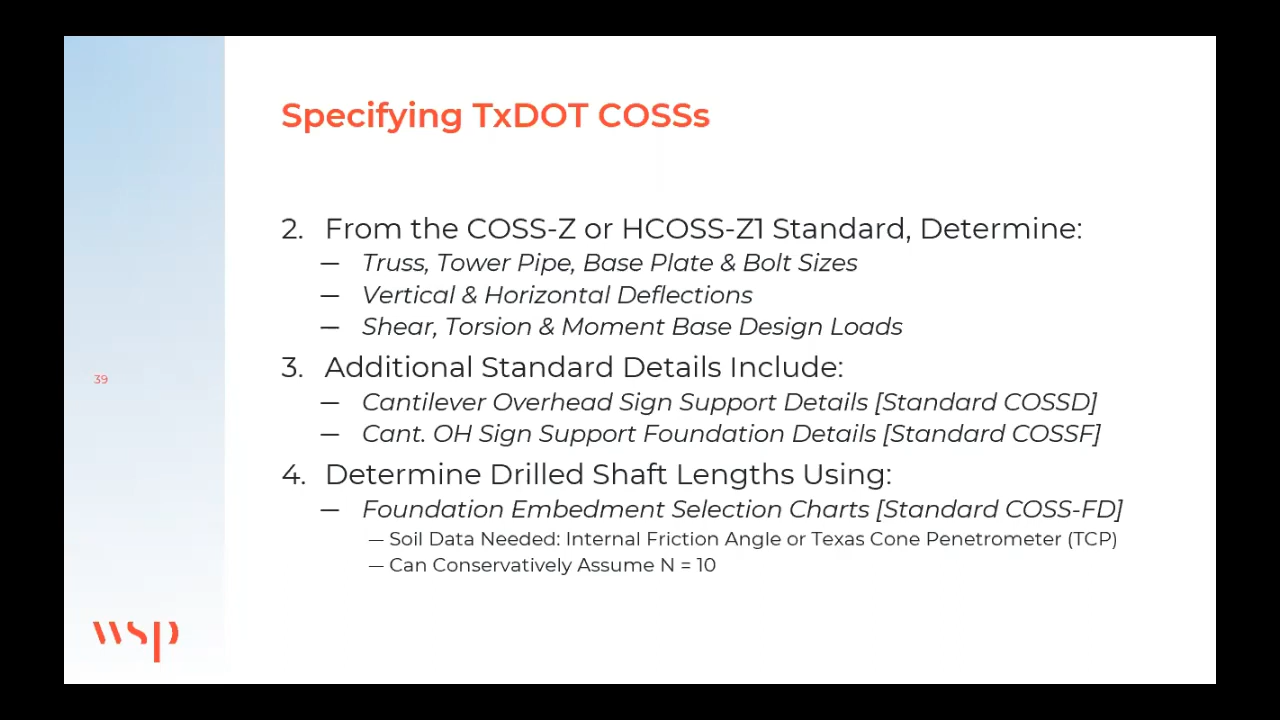 Specifying TxDOT COSSs
2. From the COSS-Z or HCOSS-Z1 Standard, Determine:
— Truss, Tower Pipe, Base Plate & Bolt Sizes
— Vertical & Horizontal Deflections
— Shear, Torsion & Moment Base Design Loads
3. Additional Standard Details Include:
— Cantilever Overhead Sign Support Details [Standard COSSD]
— Cant. OH Sign Support Foundation Details [Standard COSSF]
4. Determine Drilled Shaft Lengths Using:
— Foundation Embedment Selection Charts [Standard COSS-FD]
— Soil Data Needed: Internal Friction Angle or Texas Cone Penetrometer (TCP)
— Can Conservatively Assume N = 10
39
wsp